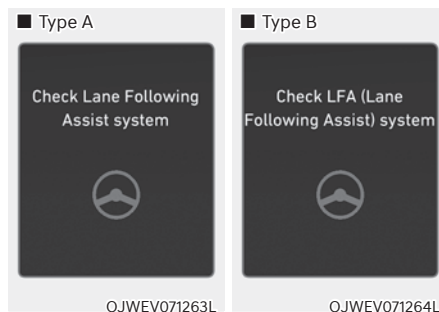 ■ Type A
Check Lane Following
Assist system
OJWEV071263L
■ Type B
Check LFA (Lane
Following Assist) system
OJWEV071264L